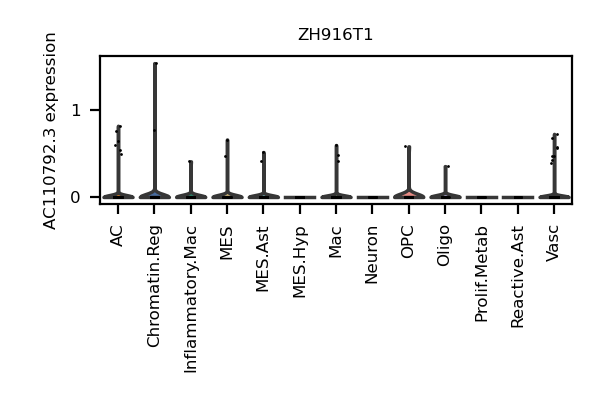 ZH916T1
AC110792.3 expression
1
0
AC
Chromatin.Reg
Inflammatory.Mac
MES
MES.Ast
MES.Hyp
Mac
Neuron
OPC
Oligo
Prolif.Metab
Reactive.Ast
Vasc